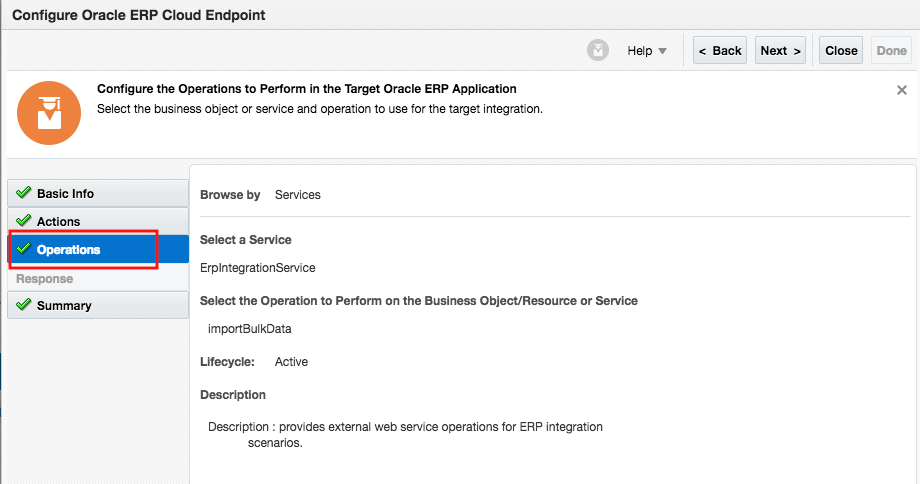 Configure Oracle ERP Cloud Endpoint
Help
< Back
Next >
Close
Done
Configure the Operations to Perform in the Target Oracle ERP Application
Select the business object or service and operation to use for the target integration.
Basic Info
Actions
Operations
Response
Summary
Browse by Services
Select a Service
ErpIntegrationService
Select the Operation to Perform on the Business Object/Resource or Service
importBulkData
Lifecycle: Active
Description
Description : provides external web service operations for ERP integration
scenarios.